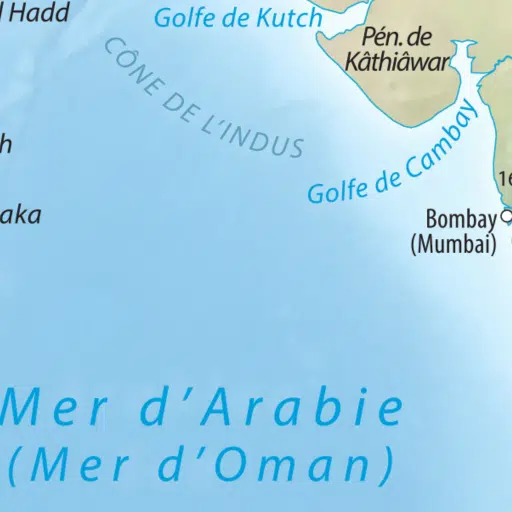 l Hadd
Golfe de Kutch
Pén. de
Kâthiâwar
CÔNE DE L'INDUS
h
Golfe de Cambay
aka
16
Bombay
(Mumbai)
Mer d'Arabie
(Mer d'Oman)